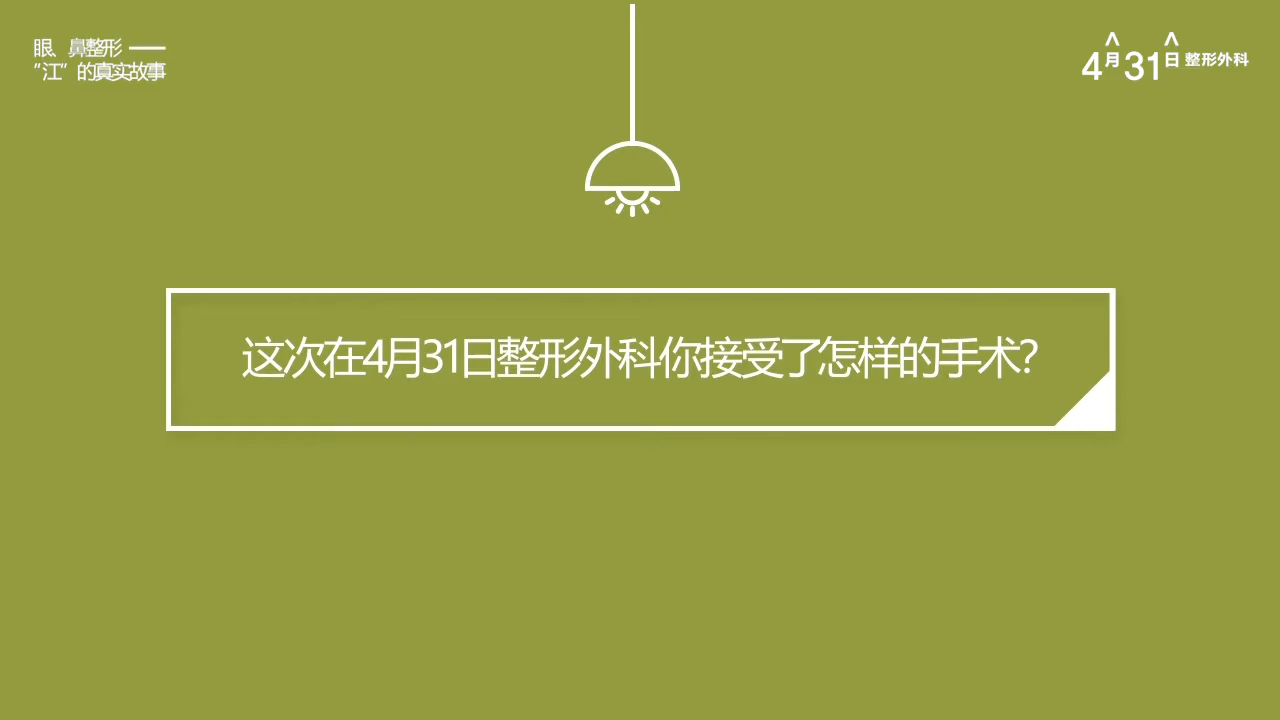 眼、鼻整形 ——
“江”的真实故事
4月31日整形外科
这次在4月31日整形外科你接受了怎样的手术?